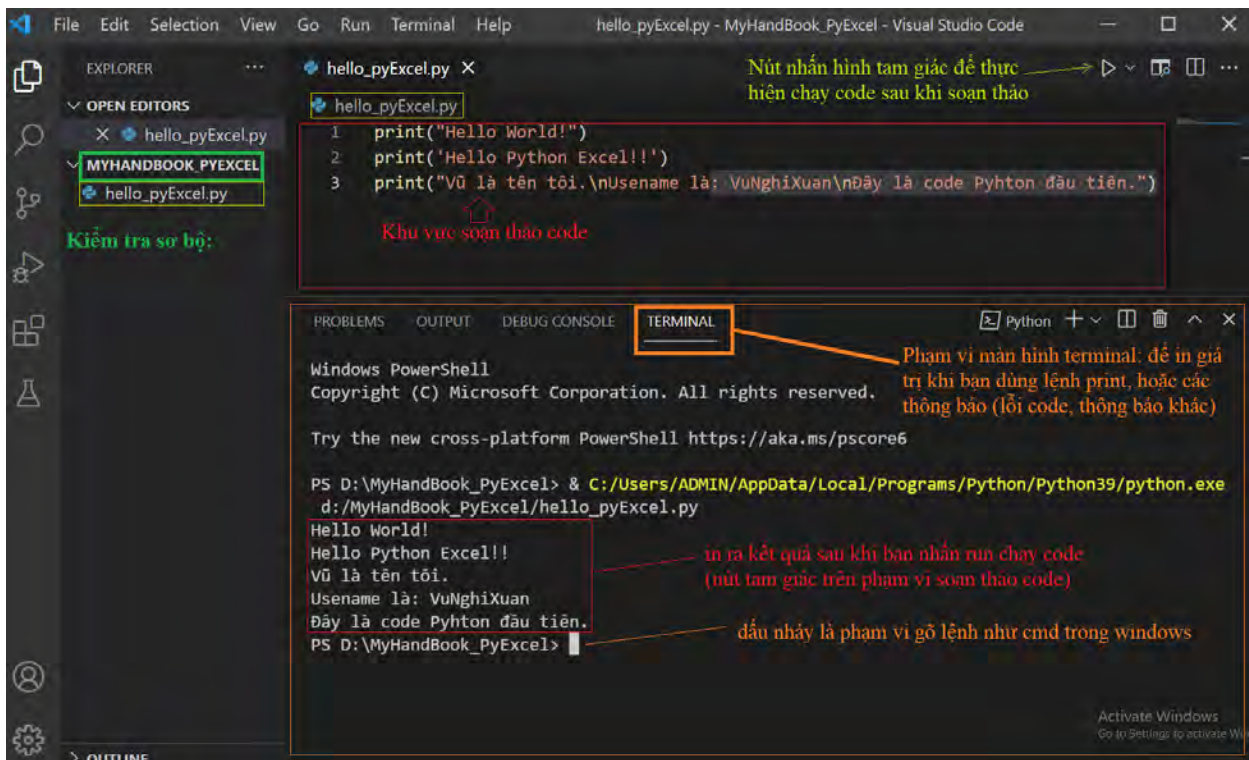 File Edit Selection View Go Run Terminal Help hello_pyExcel.py - MyHandBook_PyExcel - Visual Studio Code
EXPLORER
hello_pyExcel.py
Nút nhấn hình tam giác để thực
hiện chạy code sau khi soạn thảo
OPEN EDITORS
hello_pyExcel.py
hello_pyExcel.py
MYHANDBOOK_PYEXCEL
hello_pyExcel.py
1 print("Hello World!")
2 print('Hello Python Excel!!')
3 print("Vũ là tên tôi.\nUsename là: VuNghiXuan\nĐây là code Pyhton đầu tiên.")
Khu vực soạn thảo code
Kiểm tra sơ bộ:
PROBLEMS OUTPUT DEBUG CONSOLE TERMINAL
Python
Phạm vi màn hình terminal: để in giá
trị khi bạn dùng lệnh print, hoặc các
thông báo (lỗi code, thông báo khác)
Windows PowerShell
Copyright (C) Microsoft Corporation. All rights reserved.
Try the new cross-platform PowerShell https://aka.ms/pscore6
PS D:\MyHandBook_PyExcel> & C:/Users/ADMIN/AppData/Local/Programs/Python/Python39/python.exe
d:/MyHandBook_PyExcel/hello_pyExcel.py
Hello World!
Hello Python Excel!!
Vũ là tên tôi.
Usename là: VuNghiXuan
Đây là code Pyhton đầu tiên.
in ra kết quả sau khi bạn nhấn run chạy code
(nút tam giác trên phạm vi soạn thảo code)
PS D:\MyHandBook_PyExcel>
dấu nháy là phạm vi gõ lệnh như cmd trong windows
Activate Windows
Go to Settings to activate
OUTLINE